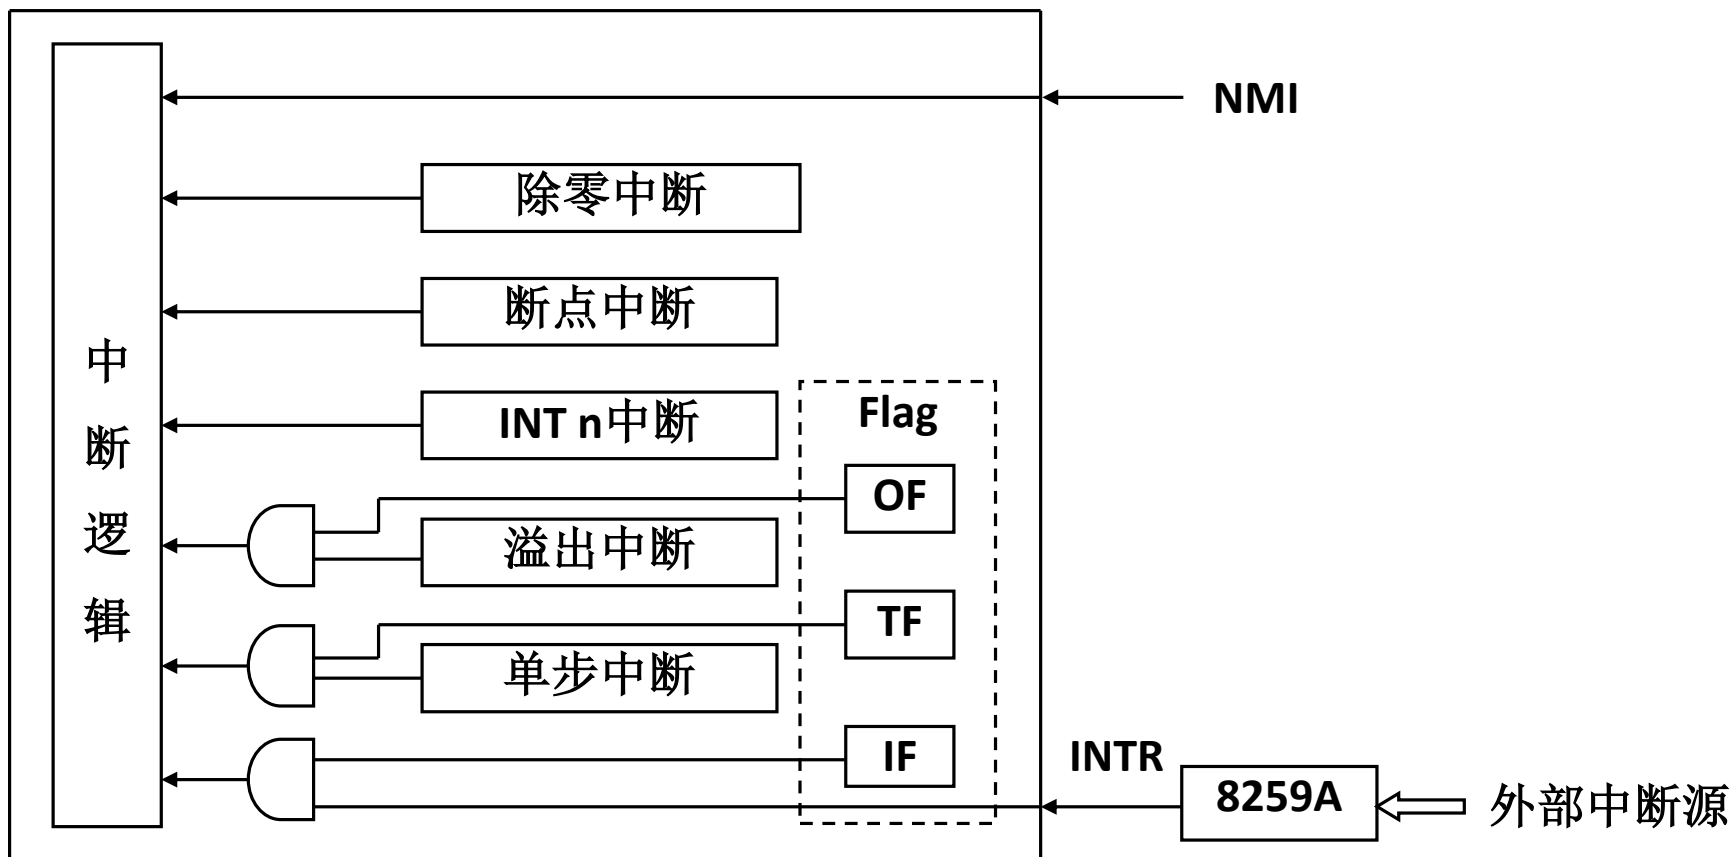 NMI
除零中断
断点中断
INT n中断
Flag
OF
溢出中断
TF
单步中断
IF
INTR
8259A
外部中断源
中
断
逻
辑